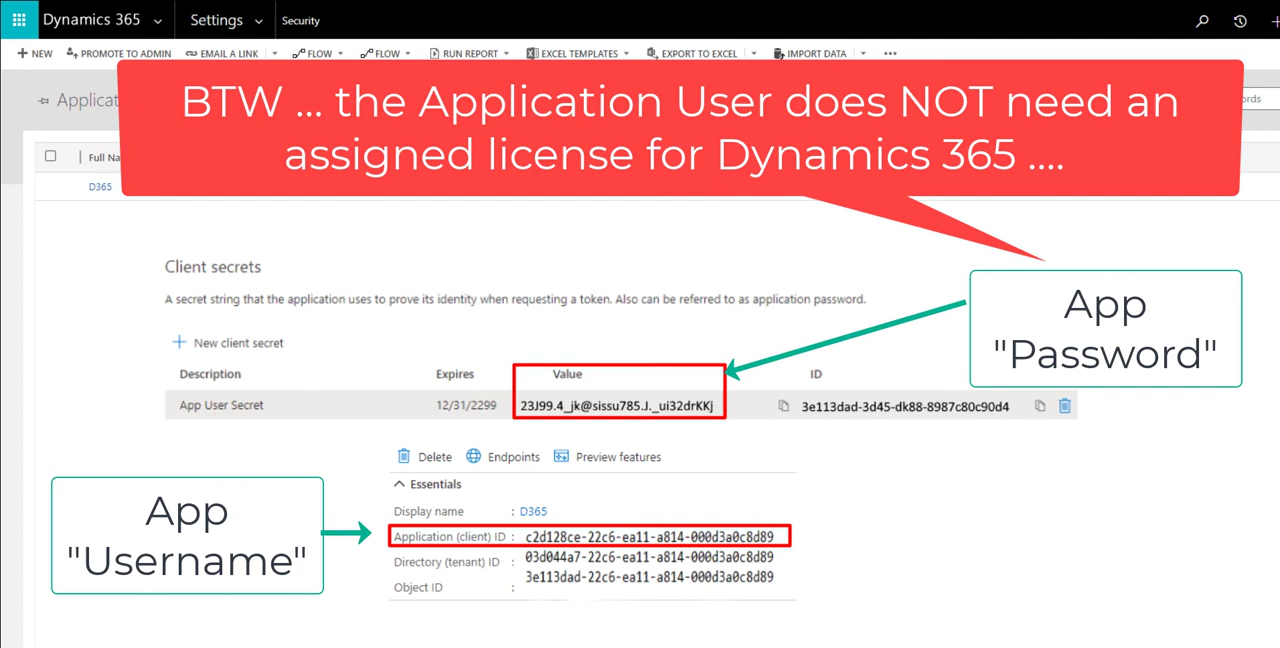 Dynamics 365 Settings Security
NEW PROMOTE TO ADMIN EMAIL A LINK FLOW FLOW RUN REPORT EXCEL TEMPLATES EXPORT TO EXCEL IMPORT DATA
BTW ... the Application User does NOT need an
assigned license for Dynamics 365 ....
Applicat
ords
Full Na
D365
Client secrets
A secret string that the application uses to prove its identity when requesting a token. Also can be referred to as application password.
App
"Password"
New client secret
Description Expires Value ID
App User Secret 12/31/2299 23J99.4_jk@sissu785.J._ui32drKKj 3e113dad-3d45-dk88-8987c80c90d4
Delete Endpoints Preview features
Essentials
App
"Username"
Display name : D365
Application (client) ID : c2d128ce-22c6-ea11-a814-000d3a0c8d89
Directory (tenant) ID : 03d044a7-22c6-ea11-a814-000d3a0c8d89
Object ID : 3e113dad-22c6-ea11-a814-000d3a0c8d89